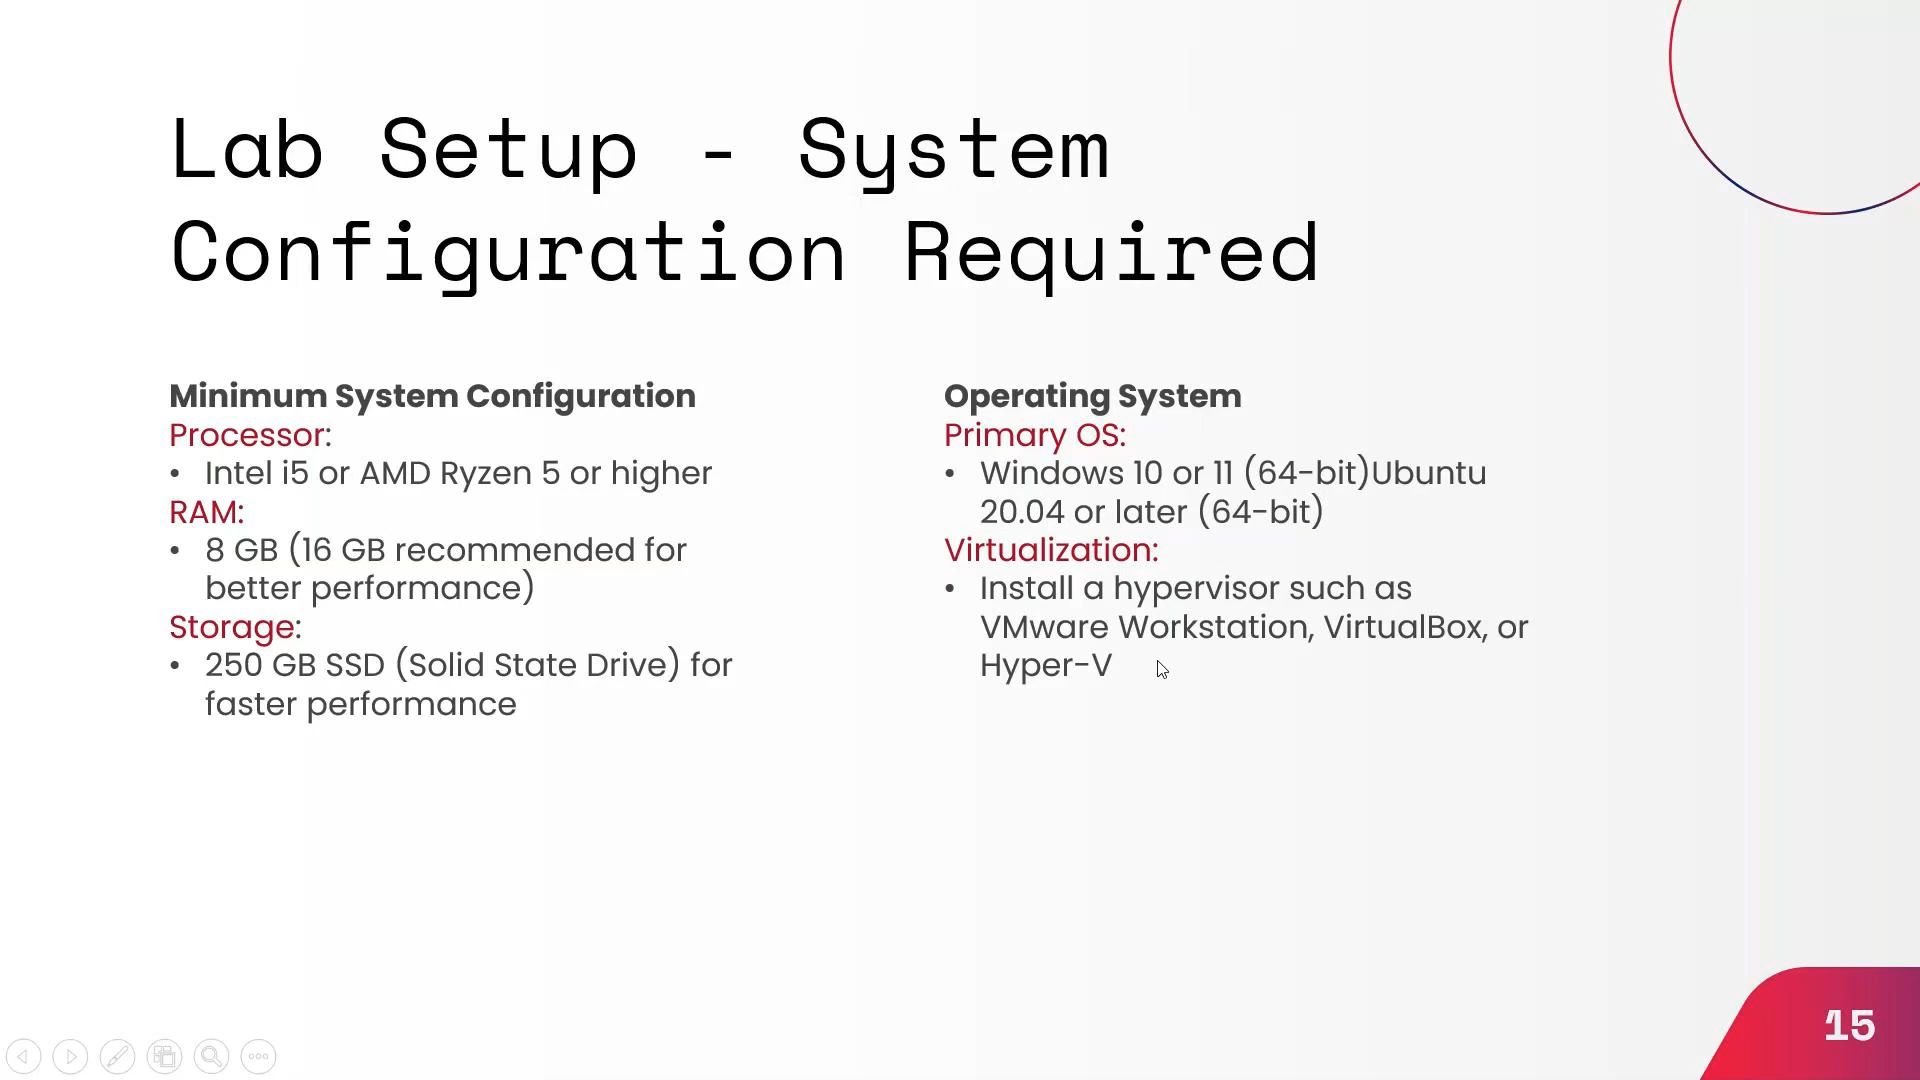 Lab Setup - System
Configuration Required
Minimum System Configuration
Processor:
• Intel i5 or AMD Ryzen 5 or higher
RAM:
• 8 GB (16 GB recommended for
better performance)
Storage:
• 250 GB SSD (Solid State Drive) for
faster performance
Operating System
Primary OS:
• Windows 10 or 11 (64-bit)Ubuntu
20.04 or later (64-bit)
Virtualization:
• Install a hypervisor such as
VMware Workstation, VirtualBox, or
Hyper-V
15